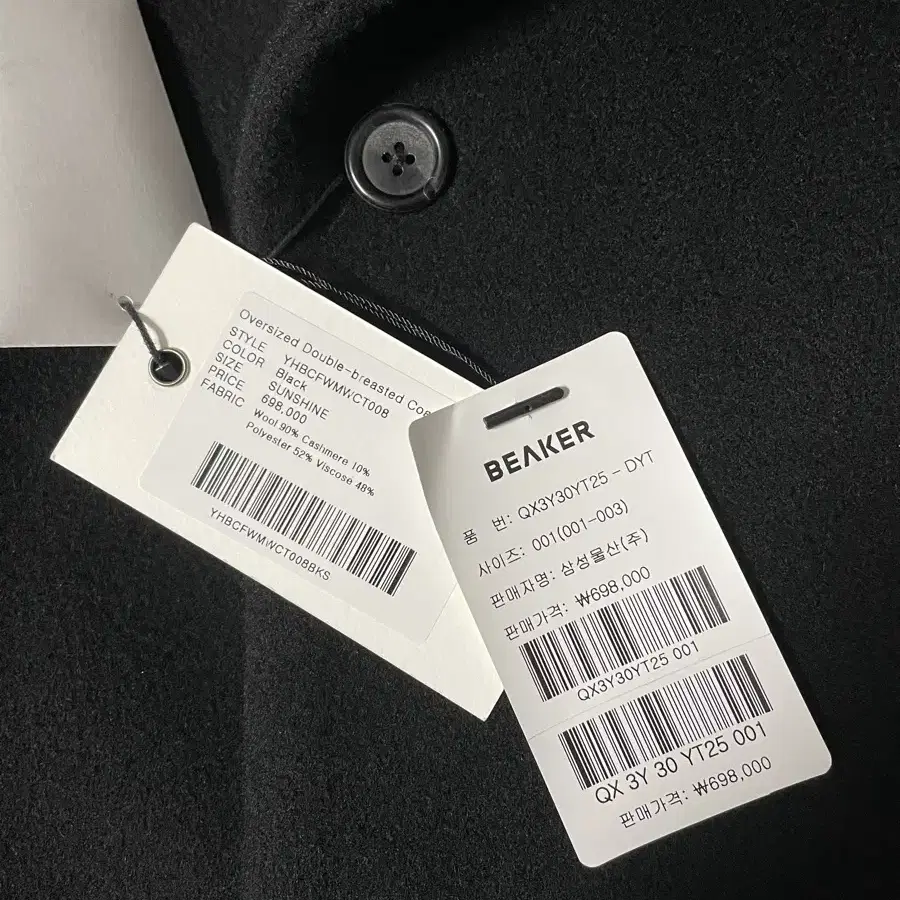 Oversized Double-breasted Coa
STYLE YHBCFWMWCT008
COLOR Black
SIZE SUNSHINE
PRICE 698,000
FABRIC Wool 90% Cashmere 10%
Polyester 52% Viscose 48%
YHBCFWMWCT008BKS
BEAKER
품 번: QX3Y30YT25 - DYT
사이즈: 001(001-003)
판매자명: 삼성물산(주)
판매가격: ₩698,000
QX3Y30YT25 001
QX 3Y 30 YT25 001
판매가격: ₩698,000